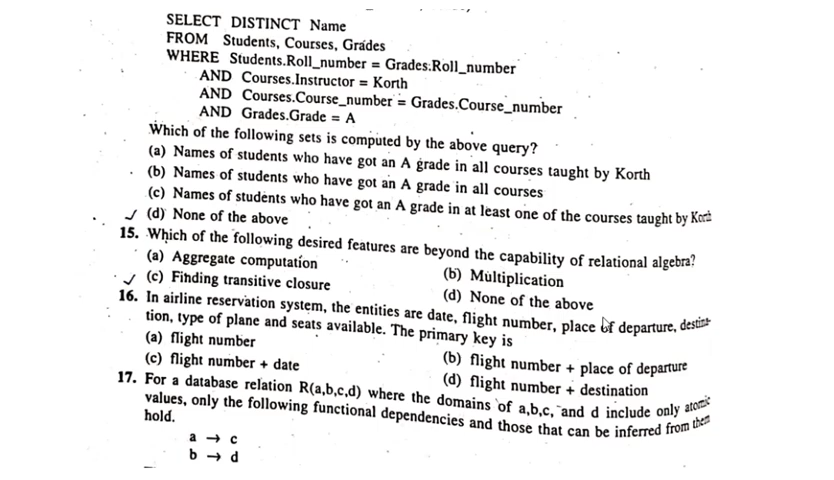 SELECT DISTINCT Name
FROM Students, Courses, Grades
WHERE Students.Roll_number = Grades.Roll_number
AND Courses.Instructor = Korth
AND Courses.Course_number = Grades.Course_number
AND Grades.Grade = A
Which of the following sets is computed by the above query?
(a) Names of students who have got an A grade in all courses taught by Korth
(b) Names of students who have got an A grade in all courses
(c) Names of students who have got an A grade in at least one of the courses taught by Korth
✓ (d) None of the above
15. Which of the following desired features are beyond the capability of relational algebra?
(a) Aggregate computation (b) Multiplication
✓ (c) Finding transitive closure (d) None of the above
16. In airline reservation system, the entities are date, flight number, place of departure, destina-
tion, type of plane and seats available. The primary key is
(a) flight number (b) flight number + place of departure
(c) flight number + date (d) flight number + destination
17. For a database relation R(a,b,c,d) where the domains of a,b,c, and d include only atomic
values, only the following functional dependencies and those that can be inferred from them
hold.
a → c
b → d